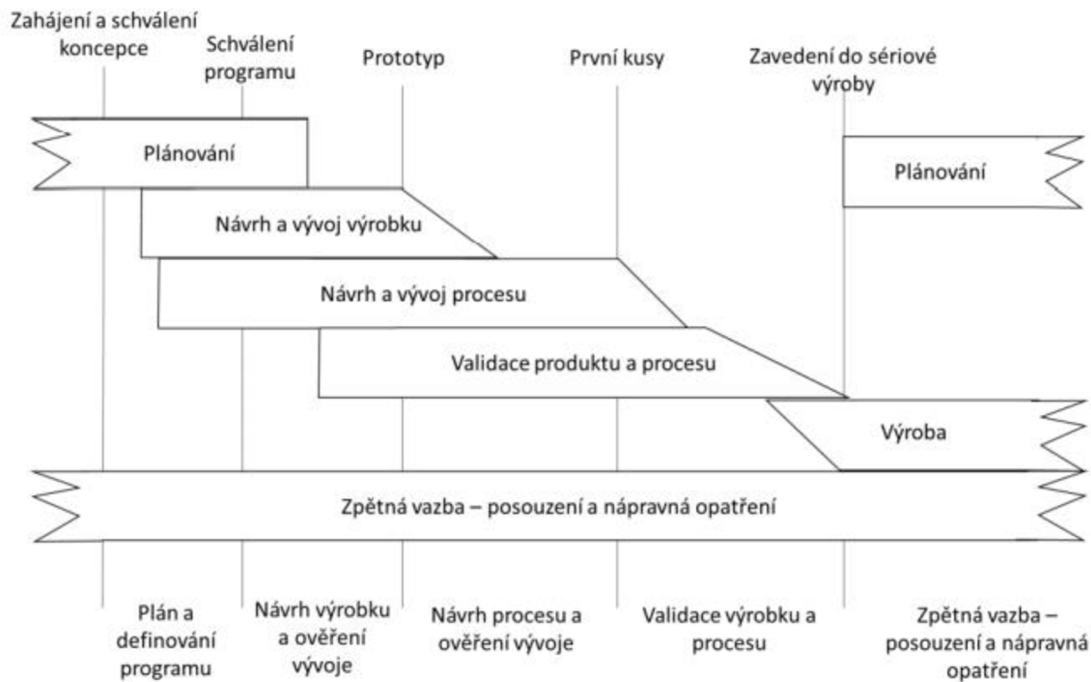 Zahájení a schválení
koncepce
Schválení
programu
Prototyp
První kusy
Zavedení do sériové
výroby
Plánování
Plánování
Návrh a vývoj výrobku
Návrh a vývoj procesu
Validace produktu a procesu
Výroba
Zpětná vazba – posouzení a nápravná opatření
Plán a
definování
programu
Návrh výrobku
a ověření
vývoje
Návrh procesu a
ověření vývoje
Validace výrobku a
procesu
Zpětná vazba –
posouzení a nápravná
opatření